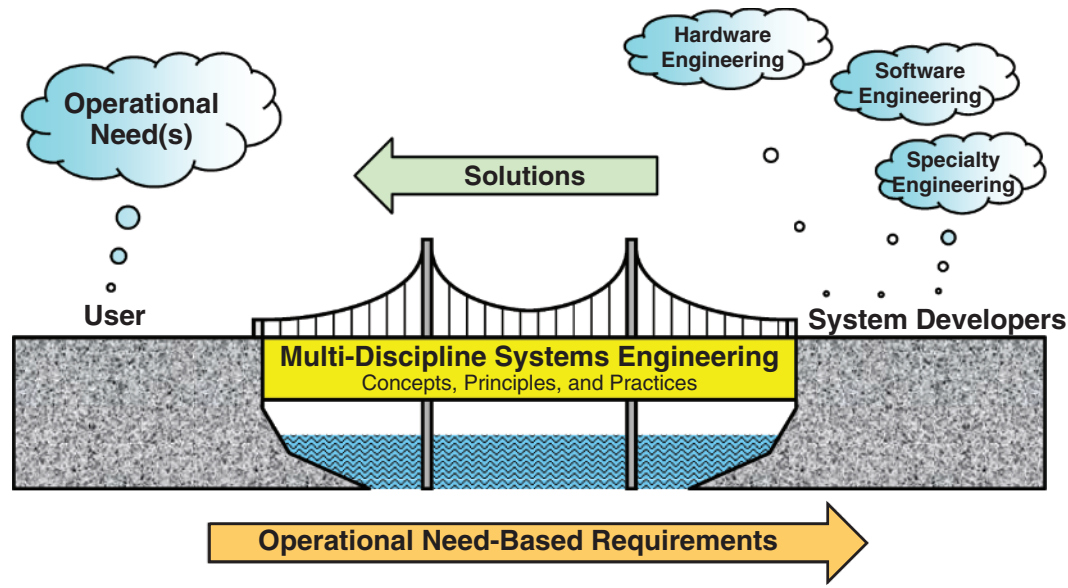 Hardware
Engineering
Software
Engineering
Operational
Need(s)
Specialty
Engineering
Solutions
User
System Developers
Multi-Discipline Systems Engineering
Concepts, Principles, and Practices
Operational Need-Based Requirements